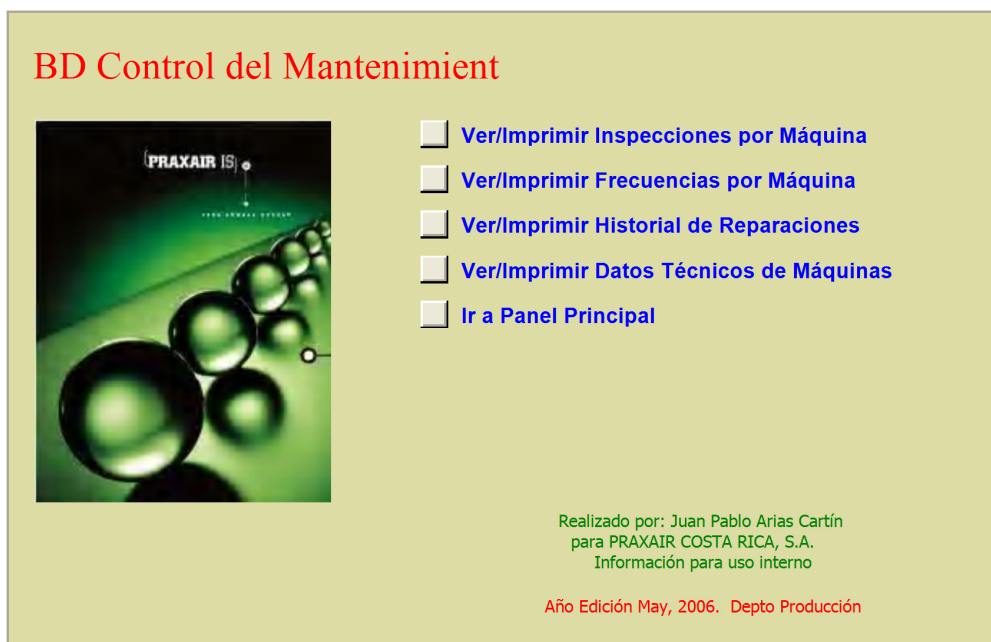 BD Control del Mantenimient
(PRAXAIR IS)
Ver/Imprimir Inspecciones por Máquina
Ver/Imprimir Frecuencias por Máquina
Ver/Imprimir Historial de Reparaciones
Ver/Imprimir Datos Técnicos de Máquinas
Ir a Panel Principal
Realizado por: Juan Pablo Arias Cartín
para PRAXAIR COSTA RICA, S.A.
Información para uso interno
Año Edición May, 2006. Depto Producción